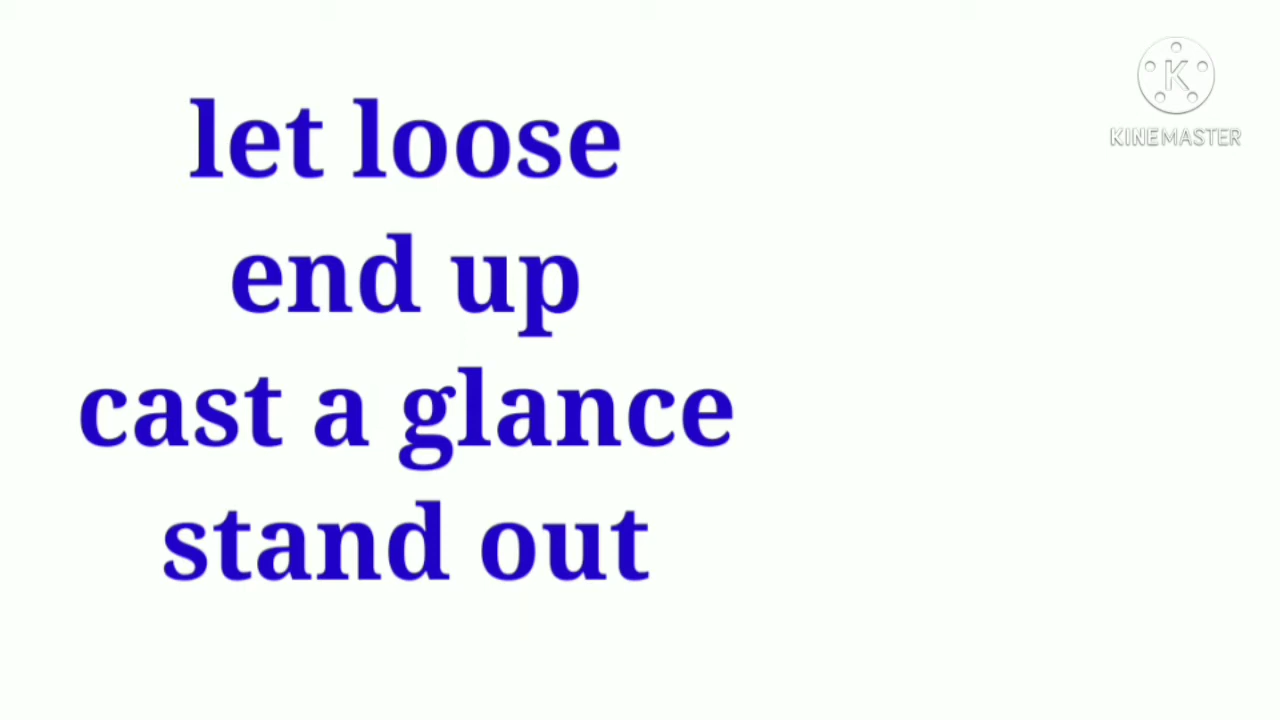 let loose
end up
cast a glance
stand out
K
KINEMASTER